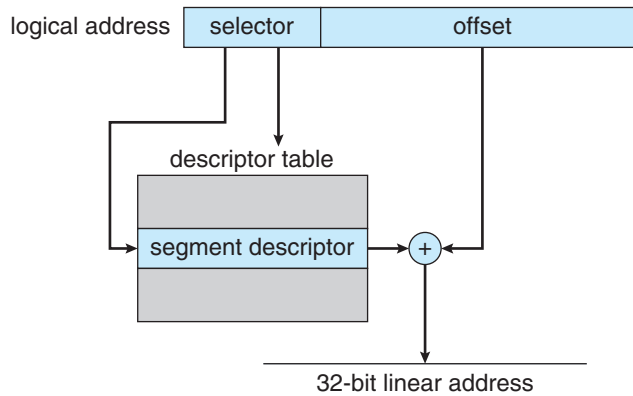 logical address selector offset
descriptor table
segment descriptor +
32-bit linear address